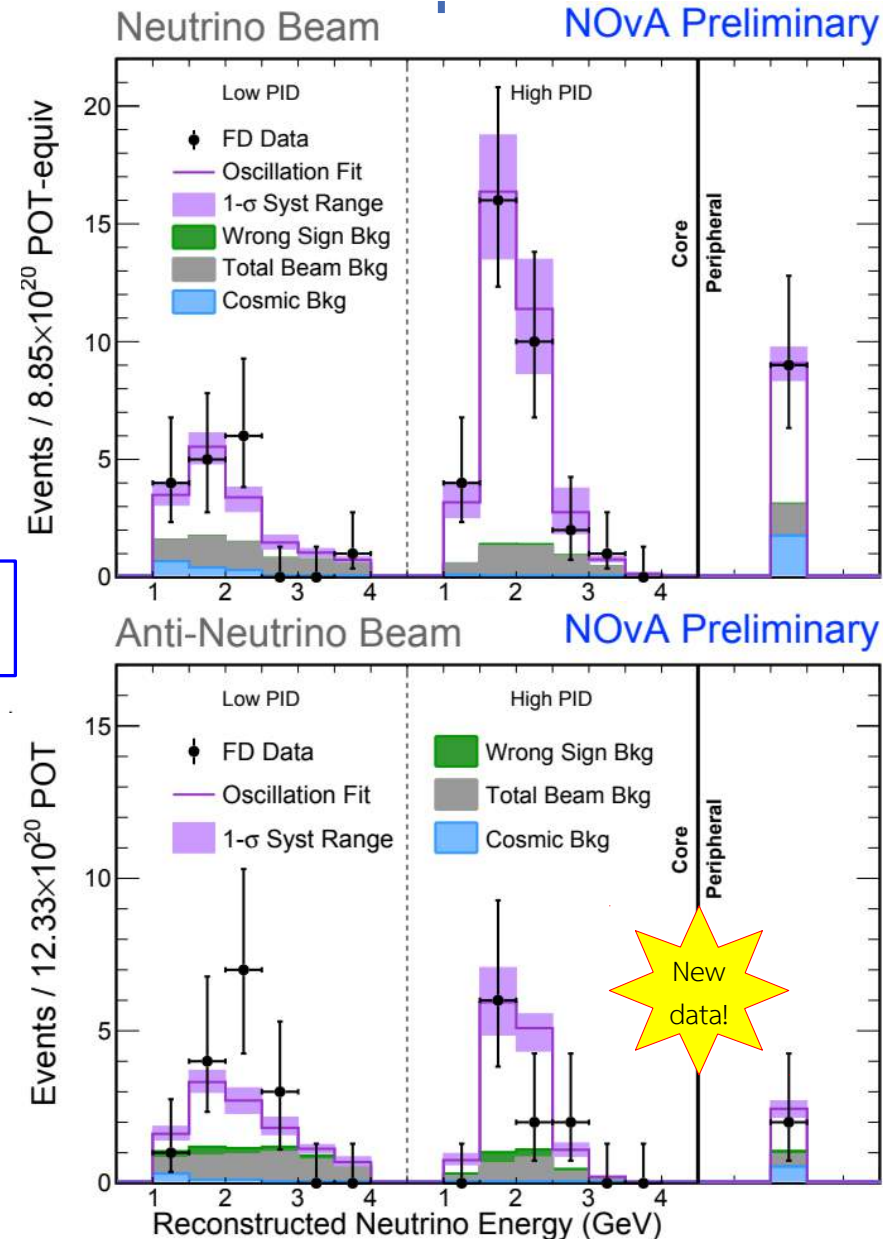 Neutrino Beam
NOvA Preliminary
Events / 8.85×10²⁰ POT-equiv
20
15
10
5
0
Low PID
High PID
FD Data
Oscillation Fit
1-σ Syst Range
Wrong Sign Bkg
Total Beam Bkg
Cosmic Bkg
Core
Peripheral
1 2 3 4
1 2 3 4
Anti-Neutrino Beam
NOvA Preliminary
Events / 12.33×10²⁰ POT
15
10
5
0
Low PID
High PID
FD Data
Oscillation Fit
1-σ Syst Range
Wrong Sign Bkg
Total Beam Bkg
Cosmic Bkg
Core
Peripheral
New
data!
1 2 3 4
1 2 3 4
Reconstructed Neutrino Energy (GeV)